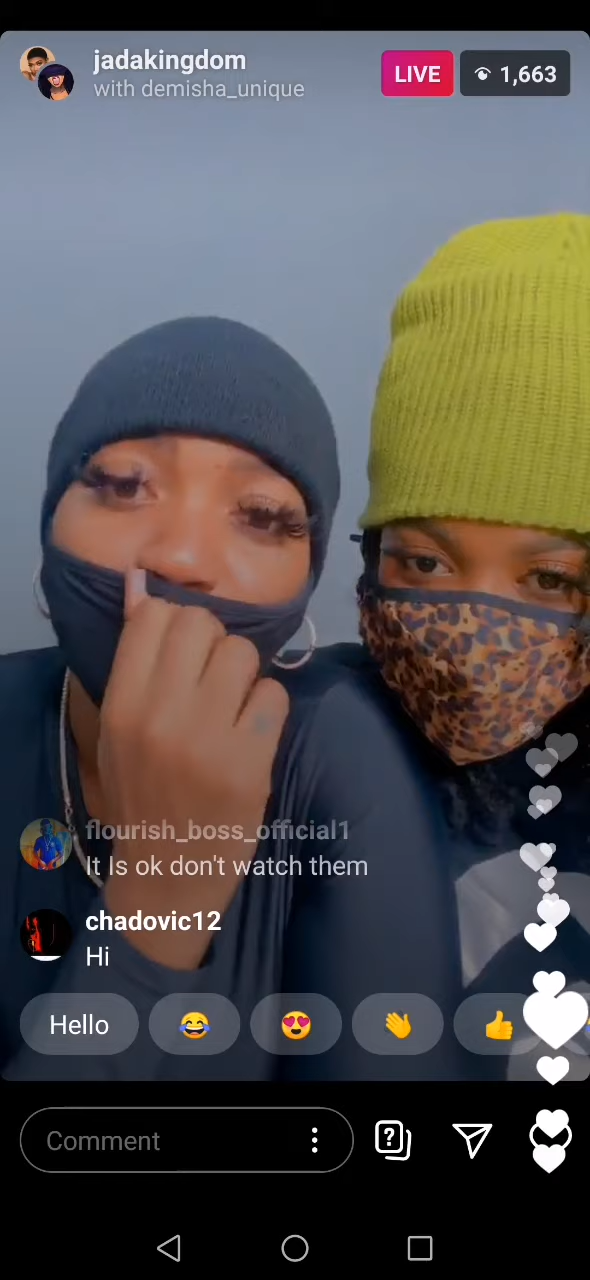 jadakingdom
with demisha_unique
LIVE
1,663
flourish_boss_official1
It Is ok don't watch them
chadovic12
Hi
Hello
Comment
?